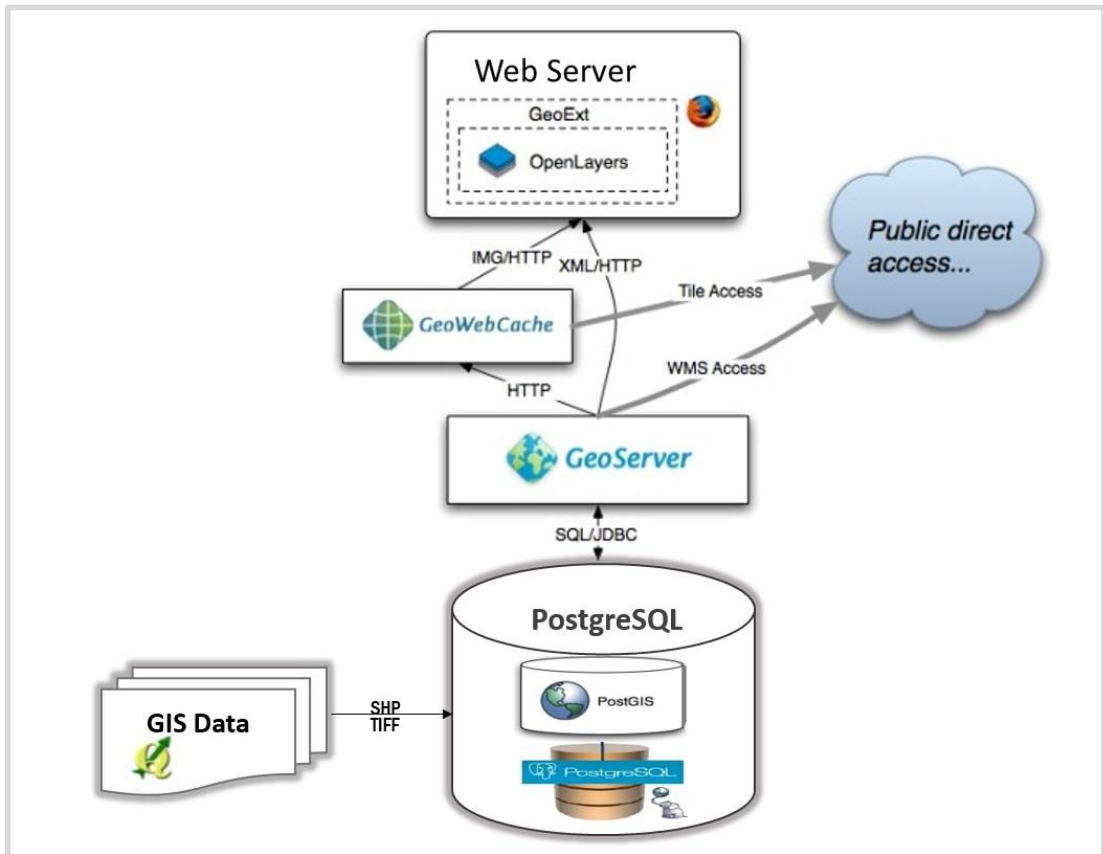 Web Server
GeoExt
OpenLayers
Public direct
access...
IMG/HTTP
XML/HTTP
Tile Access
GeoWebCache
WMS Access
HTTP
GeoServer
SQL/JDBC
PostgreSQL
PostGIS
GIS Data
SHP
TIFF
PostgreSQL